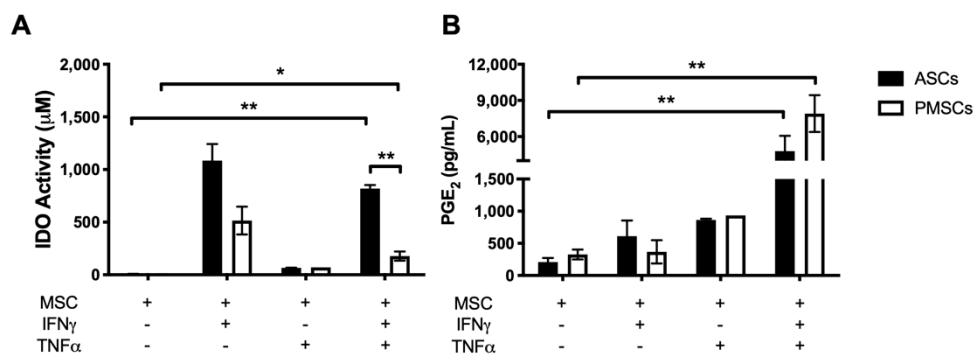 A
IDO Activity (μM)
2,000
1,500
1,000
500
0
*
**
**
MSC + + + +
IFNγ - + - +
TNFα - - + +
B
PGE₂ (pg/mL)
12,000
9,000
6,000
1,500
1,000
500
0
**
**
MSC + + + +
IFNγ - + - +
TNFα - - + +
ASCs
PMSCs